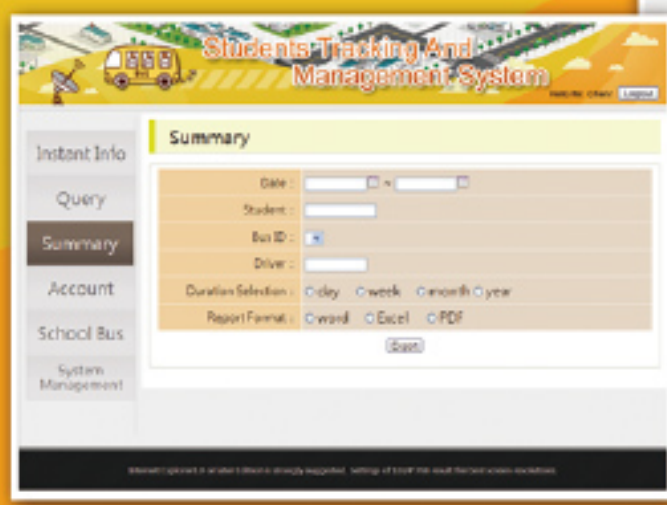 Students Tracking And
Management System
Logout
Instant Info
Query
Summary
Account
School Bus
System
Management
Summary
Date : ~
Student :
Bus ID :
Driver :
Duration Selection : day week month year
Report Format : word Excel PDF
Export